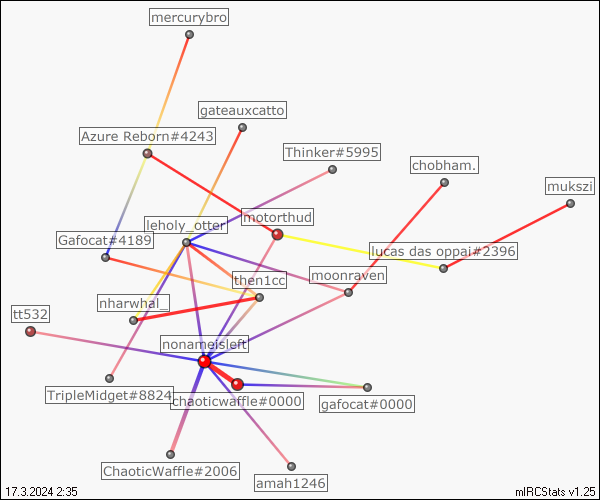 mercurybro
gateauxcatto
Azure Reborn#4243
Thinker#5995
chobham.
mukszi
leholy_otter
motorthud
Gafocat#4189
lucas das oppai#2396
then1cc
moonraven
nharwhal_
tt532
nonameisleft
TripleMidget#8824
chaoticwaffle#0000
gafocat#0000
ChaoticWaffle#2006
amah1246
17.3.2024 2:35
mIRCStats v1.25